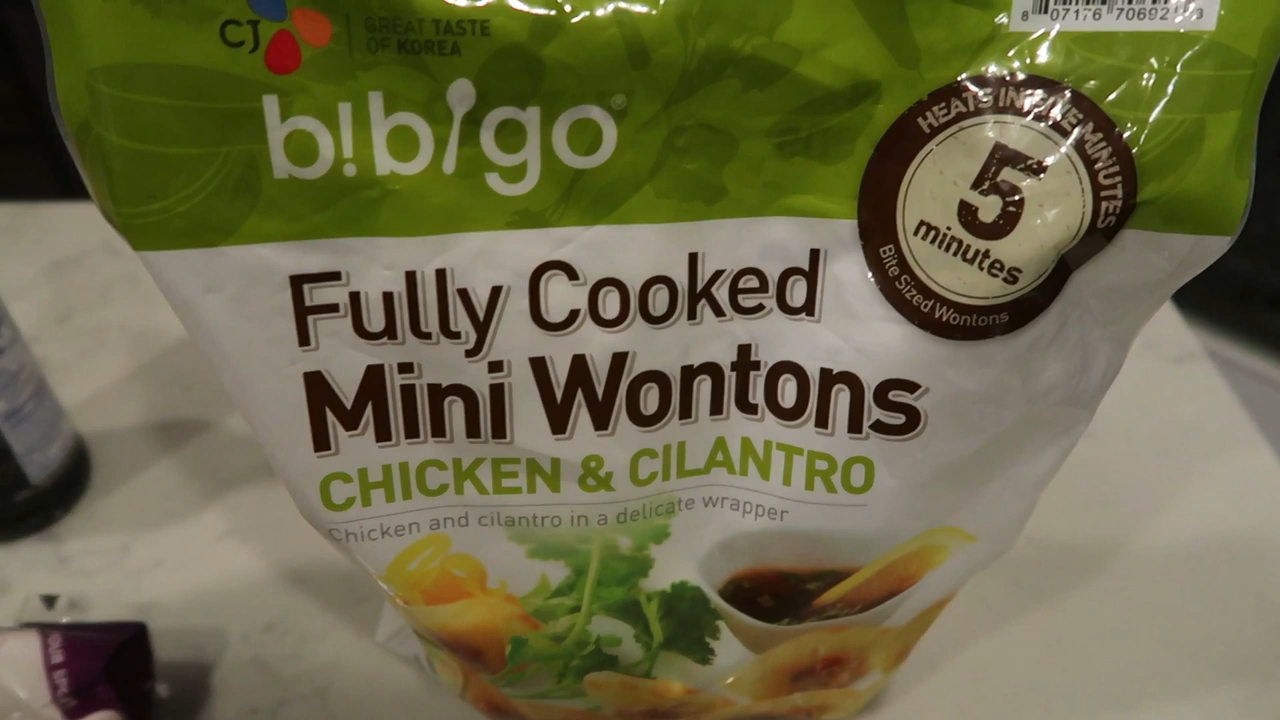 CJ
GREAT TASTE
OF KOREA
8 07176 70692
b!b!go®
HEATS IN FIVE MINUTES
5
minutes
Bite Sized Wontons
Fully Cooked
Mini Wontons
CHICKEN & CILANTRO
Chicken and cilantro in a delicate wrapper